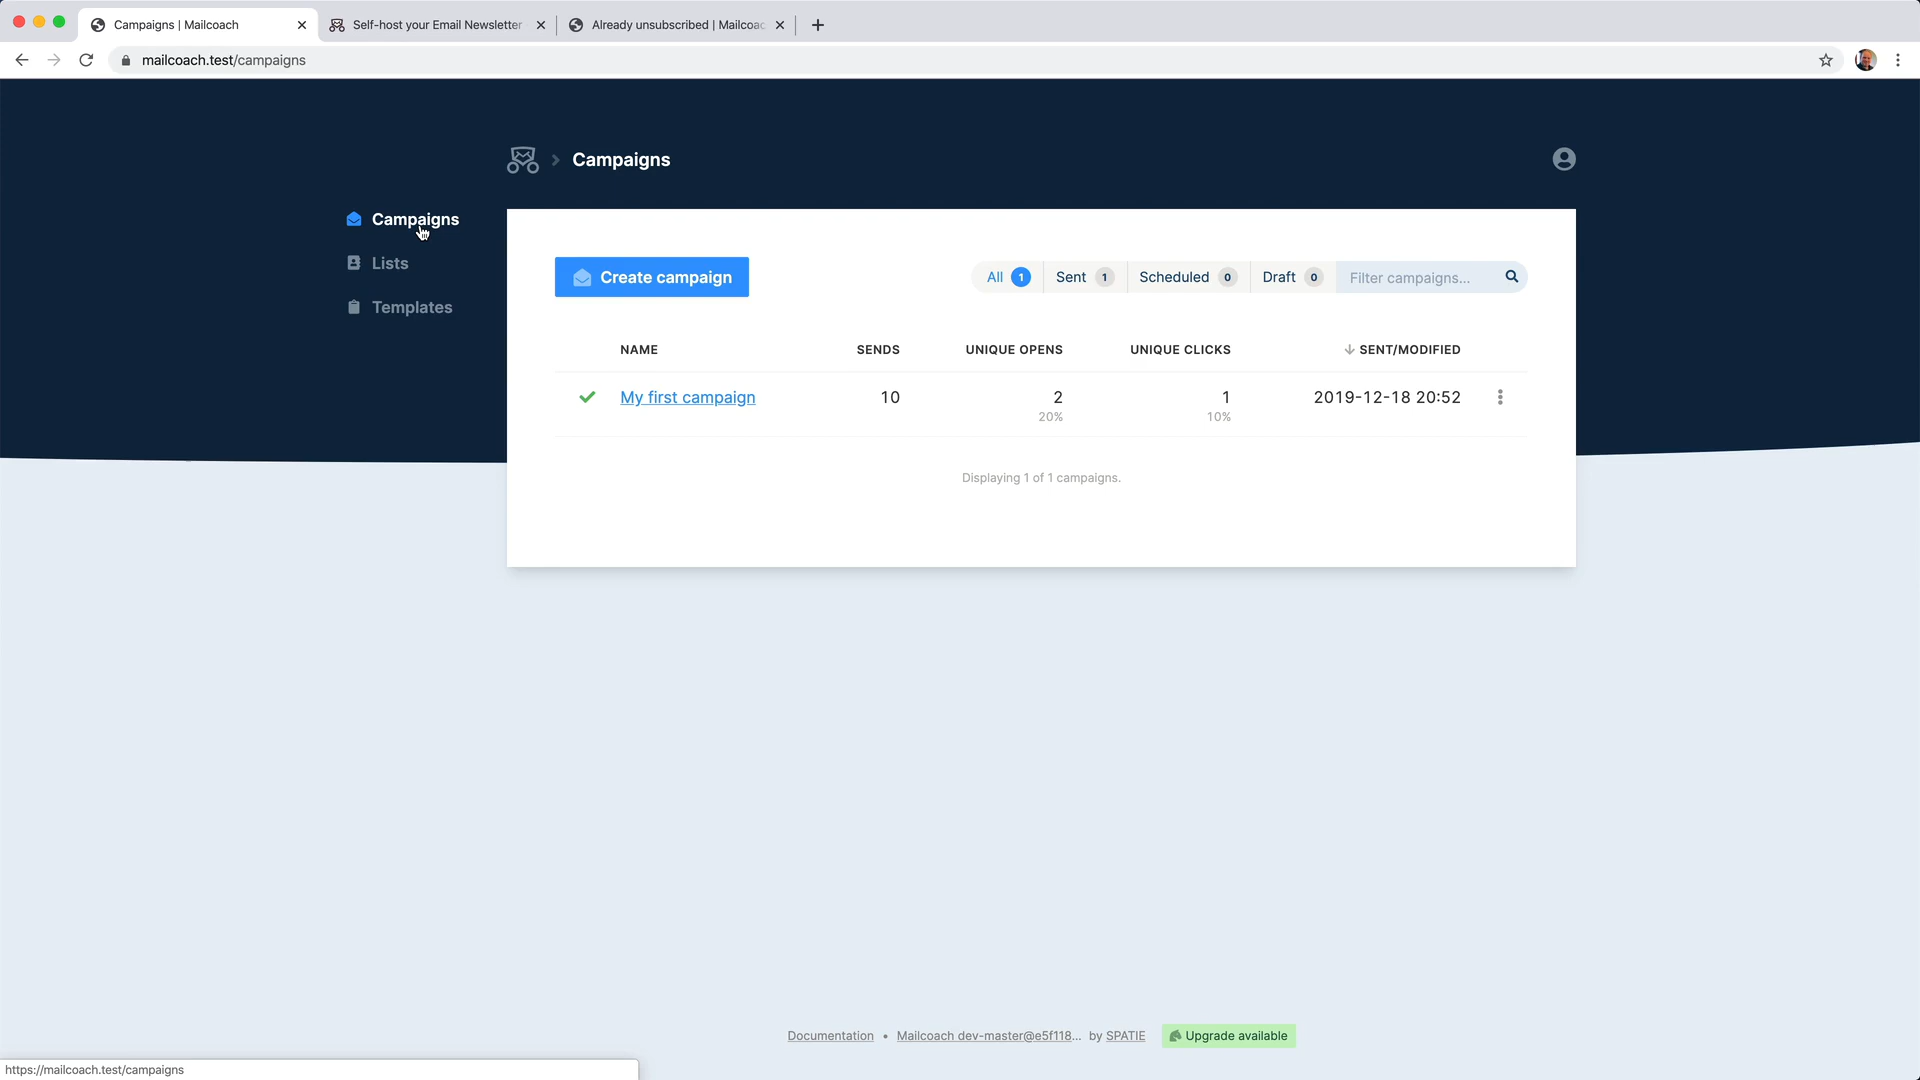 Campaigns | Mailcoach
Self-host your Email Newsletter
Already unsubscribed | Mailcoac
mailcoach.test/campaigns
Campaigns
Campaigns
Lists
Templates
Create campaign
All 1 Sent 1 Scheduled 0 Draft 0 Filter campaigns...
NAME SENDS UNIQUE OPENS UNIQUE CLICKS SENT/MODIFIED
My first campaign 10 2 1 2019-12-18 20:52
20% 10%
Displaying 1 of 1 campaigns.
Documentation • Mailcoach dev-master@e5f118... by SPATIE Upgrade available
https://mailcoach.test/campaigns